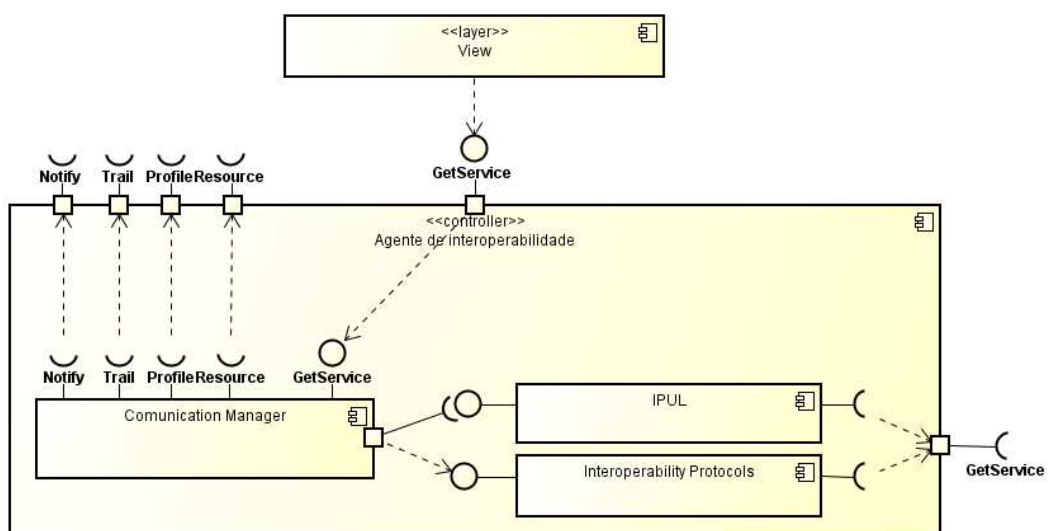 <<layer>>
View
GetService
Notify Trail Profile Resource
<<controller>>
Agente de interoperabilidade
Notify Trail Profile Resource GetService
Comunication Manager
IPUL
Interoperability Protocols
GetService